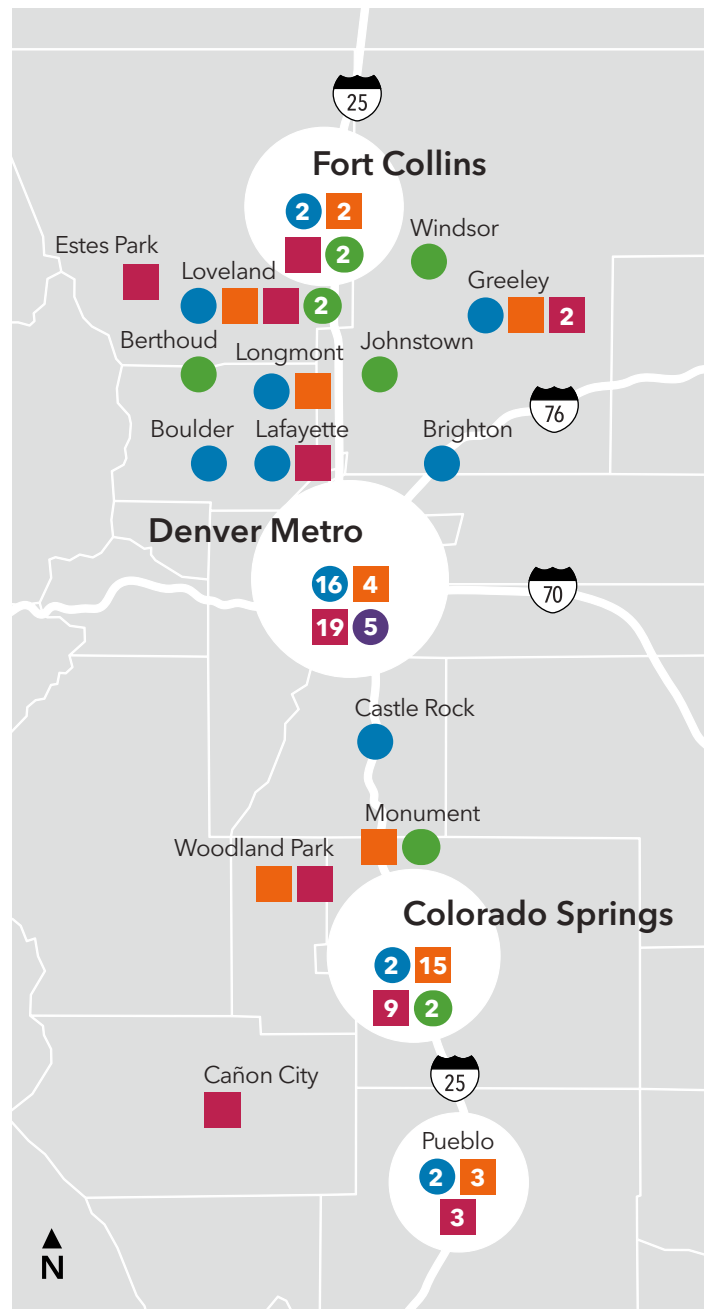 25
Fort Collins
2 2
2
Windsor
Estes Park
Loveland
Greeley
2
2
Berthoud
Longmont
Johnstown
76
Boulder
Lafayette
Brighton
Denver Metro
16 4
19 5
70
Castle Rock
Monument
Woodland Park
Colorado Springs
2 15
9 2
Cañon City
25
Pueblo
2 3
3
N